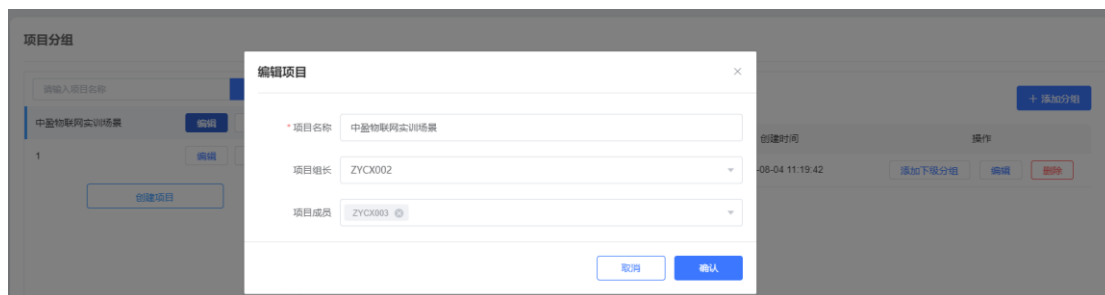 项目分组
编辑项目
请输入项目名称
+ 添加分组
中盈物联网实训场景 编辑
* 项目名称 中盈物联网实训场景
创建时间 操作
1 编辑
项目组长 ZYCX002
-08-04 11:19:42 添加下级分组 编辑 删除
创建项目
项目成员 ZYCX003
取消 确认